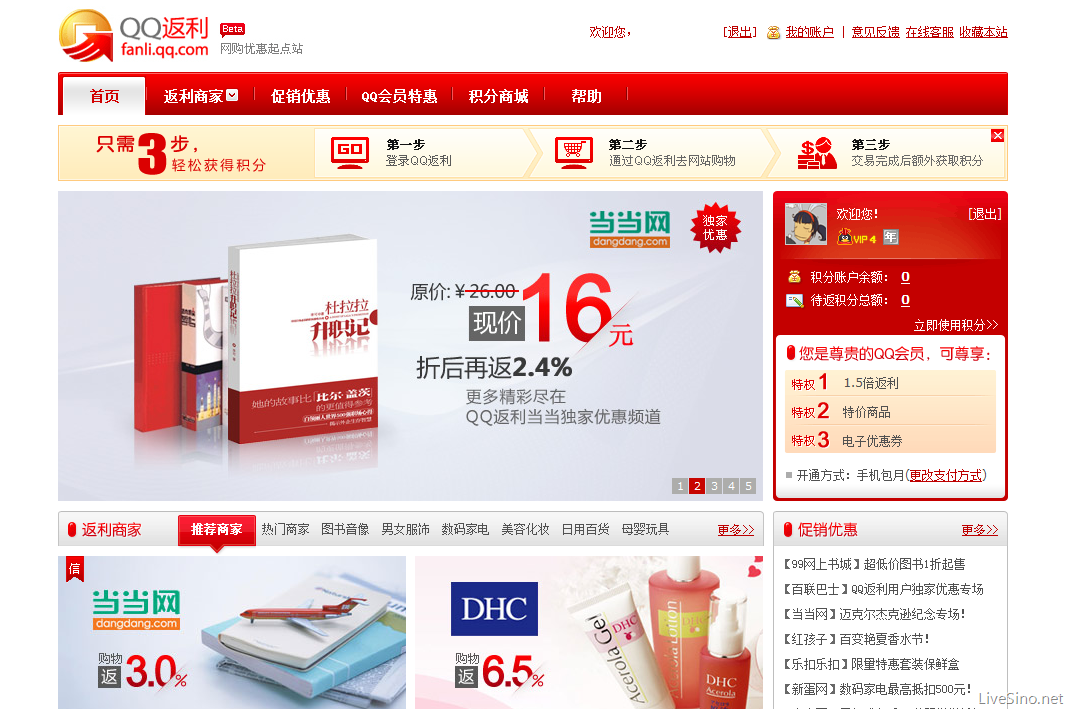 QQ返利 Beta
fanli.qq.com 网购优惠起点站
欢迎您， [退出] 我的账户 | 意见反馈 在线客服 收藏本站
首页 返利商家 促销优惠 QQ会员特惠 积分商城 帮助
只需3步，轻松获得积分
GO 第一步 登录QQ返利
第二步 通过QQ返利去网站购物
第三步 交易完成后额外获取积分
当当网 dangdang.com
独家优惠
原价: ¥26.00
现价 16元
折后再返2.4%
更多精彩尽在
QQ返利当当独家优惠频道
杜拉拉升职记
杜拉拉
升职记
她的故事比「比尔·盖茨」
的更值得参考
1 2 3 4 5
欢迎您! [退出]
VIP 4 年
积分账户余额: 0
待返积分总额: 0
立即使用积分>>
您是尊贵的QQ会员，可尊享：
特权1 1.5倍返利
特权2 特价商品
特权3 电子优惠券
开通方式：手机包月(更改支付方式)
返利商家 推荐商家 热门商家 图书音像 男女服饰 数码家电 美容化妆 日用百货 母婴玩具 更多>>
信
当当网
dangdang.com
购物返3.0%
DHC
购物返6.5%
DHC Acerola Gel
DHC
Acerola
促销优惠 更多>>
【99网上书城】超低价图书1折起售
【百联巴士】QQ返利用户独家优惠专场
【当当网】迈克尔杰克逊纪念专场!
【红孩子】百变艳夏香水节!
【乐扣乐扣】限量特惠套装保鲜盒
【新蛋网】数码家电最高抵扣500元!
LiveSino.net